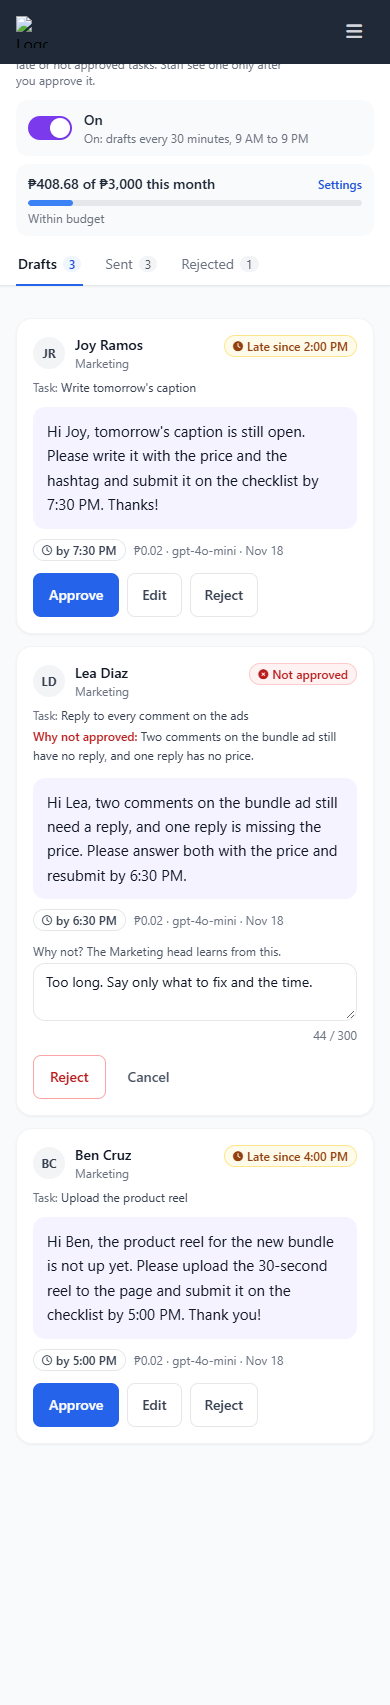 Logo
late or not approved tasks. Staff see one only after
you approve it.
On
On: drafts every 30 minutes, 9 AM to 9 PM
₱408.68 of ₱3,000 this month
Settings
Within budget
Drafts 3
Sent 3
Rejected 1
JR
Joy Ramos
Marketing
Late since 2:00 PM
Task: Write tomorrow's caption
Hi Joy, tomorrow's caption is still open.
Please write it with the price and the
hashtag and submit it on the checklist by
7:30 PM. Thanks!
by 7:30 PM
₱0.02 · gpt-4o-mini · Nov 18
Approve
Edit
Reject
LD
Lea Diaz
Marketing
Not approved
Task: Reply to every comment on the ads
Why not approved: Two comments on the bundle ad still
have no reply, and one reply has no price.
Hi Lea, two comments on the bundle ad still
need a reply, and one reply is missing the
price. Please answer both with the price and
resubmit by 6:30 PM.
by 6:30 PM
₱0.02 · gpt-4o-mini · Nov 18
Why not? The Marketing head learns from this.
Too long. Say only what to fix and the time.
44 / 300
Reject
Cancel
BC
Ben Cruz
Marketing
Late since 4:00 PM
Task: Upload the product reel
Hi Ben, the product reel for the new bundle
is not up yet. Please upload the 30-second
reel to the page and submit it on the
checklist by 5:00 PM. Thank you!
by 5:00 PM
₱0.02 · gpt-4o-mini · Nov 18
Approve
Edit
Reject